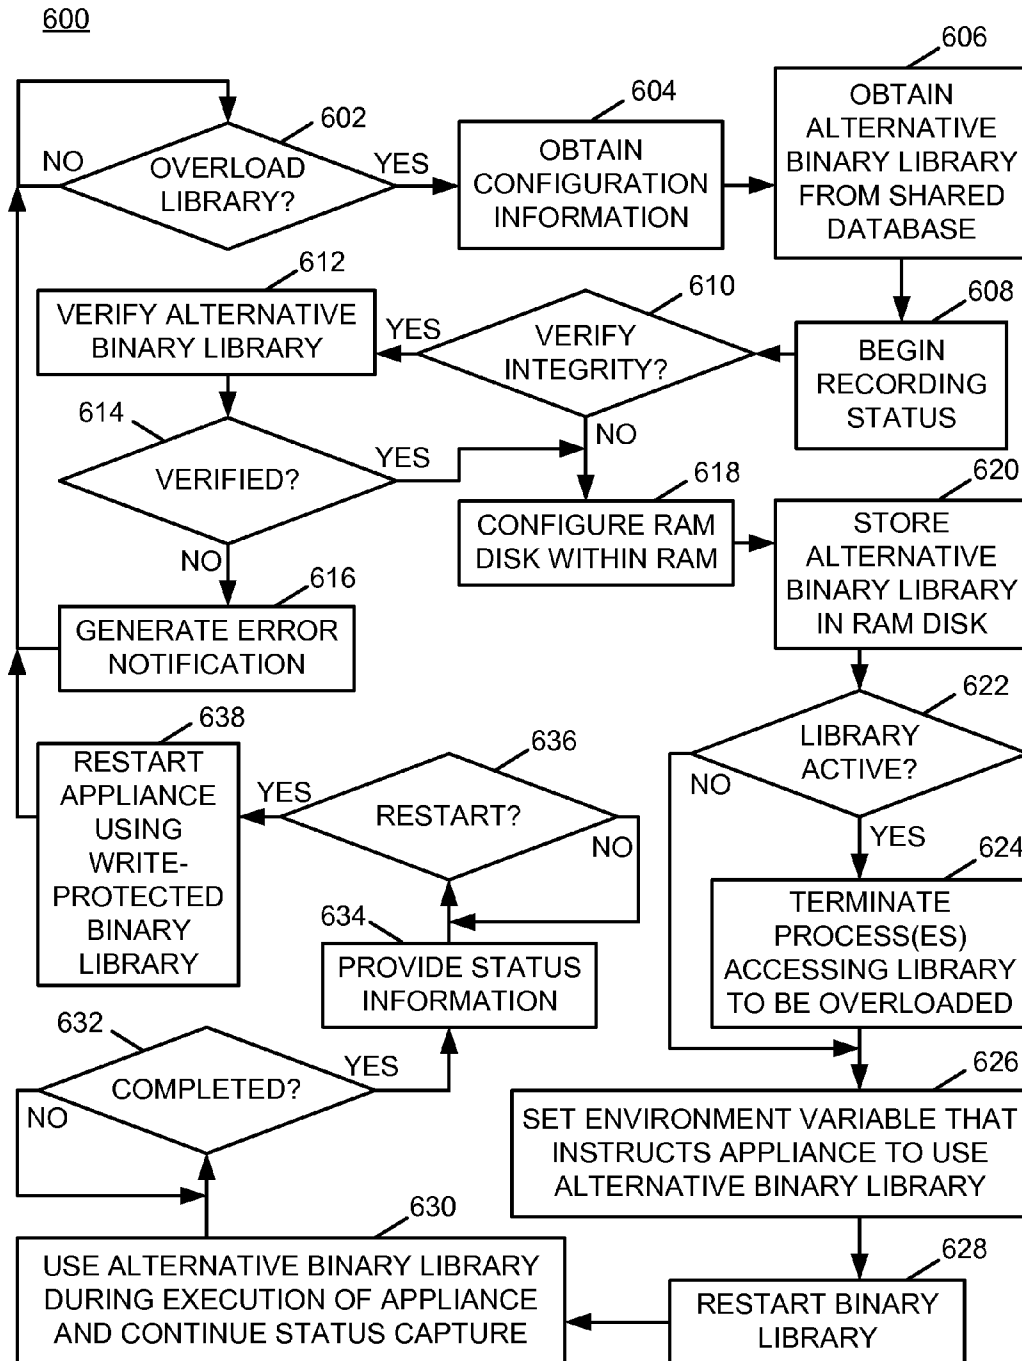 600
602
OVERLOAD
LIBRARY?
NO
YES
604
OBTAIN
CONFIGURATION
INFORMATION
606
OBTAIN
ALTERNATIVE
BINARY LIBRARY
FROM SHARED
DATABASE
608
BEGIN
RECORDING
STATUS
610
VERIFY
INTEGRITY?
YES
NO
612
VERIFY ALTERNATIVE
BINARY LIBRARY
614
VERIFIED?
YES
NO
616
GENERATE ERROR
NOTIFICATION
618
CONFIGURE RAM
DISK WITHIN RAM
620
STORE
ALTERNATIVE
BINARY LIBRARY
IN RAM DISK
622
LIBRARY
ACTIVE?
NO
YES
624
TERMINATE
PROCESS(ES)
ACCESSING LIBRARY
TO BE OVERLOADED
626
SET ENVIRONMENT VARIABLE THAT
INSTRUCTS APPLIANCE TO USE
ALTERNATIVE BINARY LIBRARY
628
RESTART BINARY
LIBRARY
630
USE ALTERNATIVE BINARY LIBRARY
DURING EXECUTION OF APPLIANCE
AND CONTINUE STATUS CAPTURE
632
COMPLETED?
NO
YES
634
PROVIDE STATUS
INFORMATION
636
RESTART?
YES
NO
638
RESTART
APPLIANCE
USING
WRITE-
PROTECTED
BINARY
LIBRARY